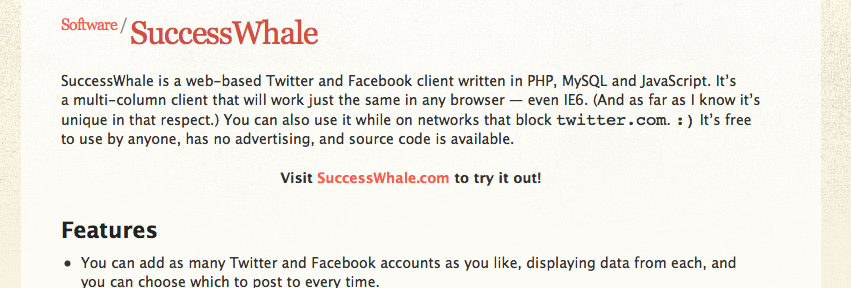 Software / SuccessWhale
SuccessWhale is a web-based Twitter and Facebook client written in PHP, MySQL and JavaScript. It's
a multi-column client that will work just the same in any browser — even IE6. (And as far as I know it's
unique in that respect.) You can also use it while on networks that block twitter.com. :) It's free
to use by anyone, has no advertising, and source code is available.
Visit SuccessWhale.com to try it out!
Features
• You can add as many Twitter and Facebook accounts as you like, displaying data from each, and
you can choose which to post to every time.